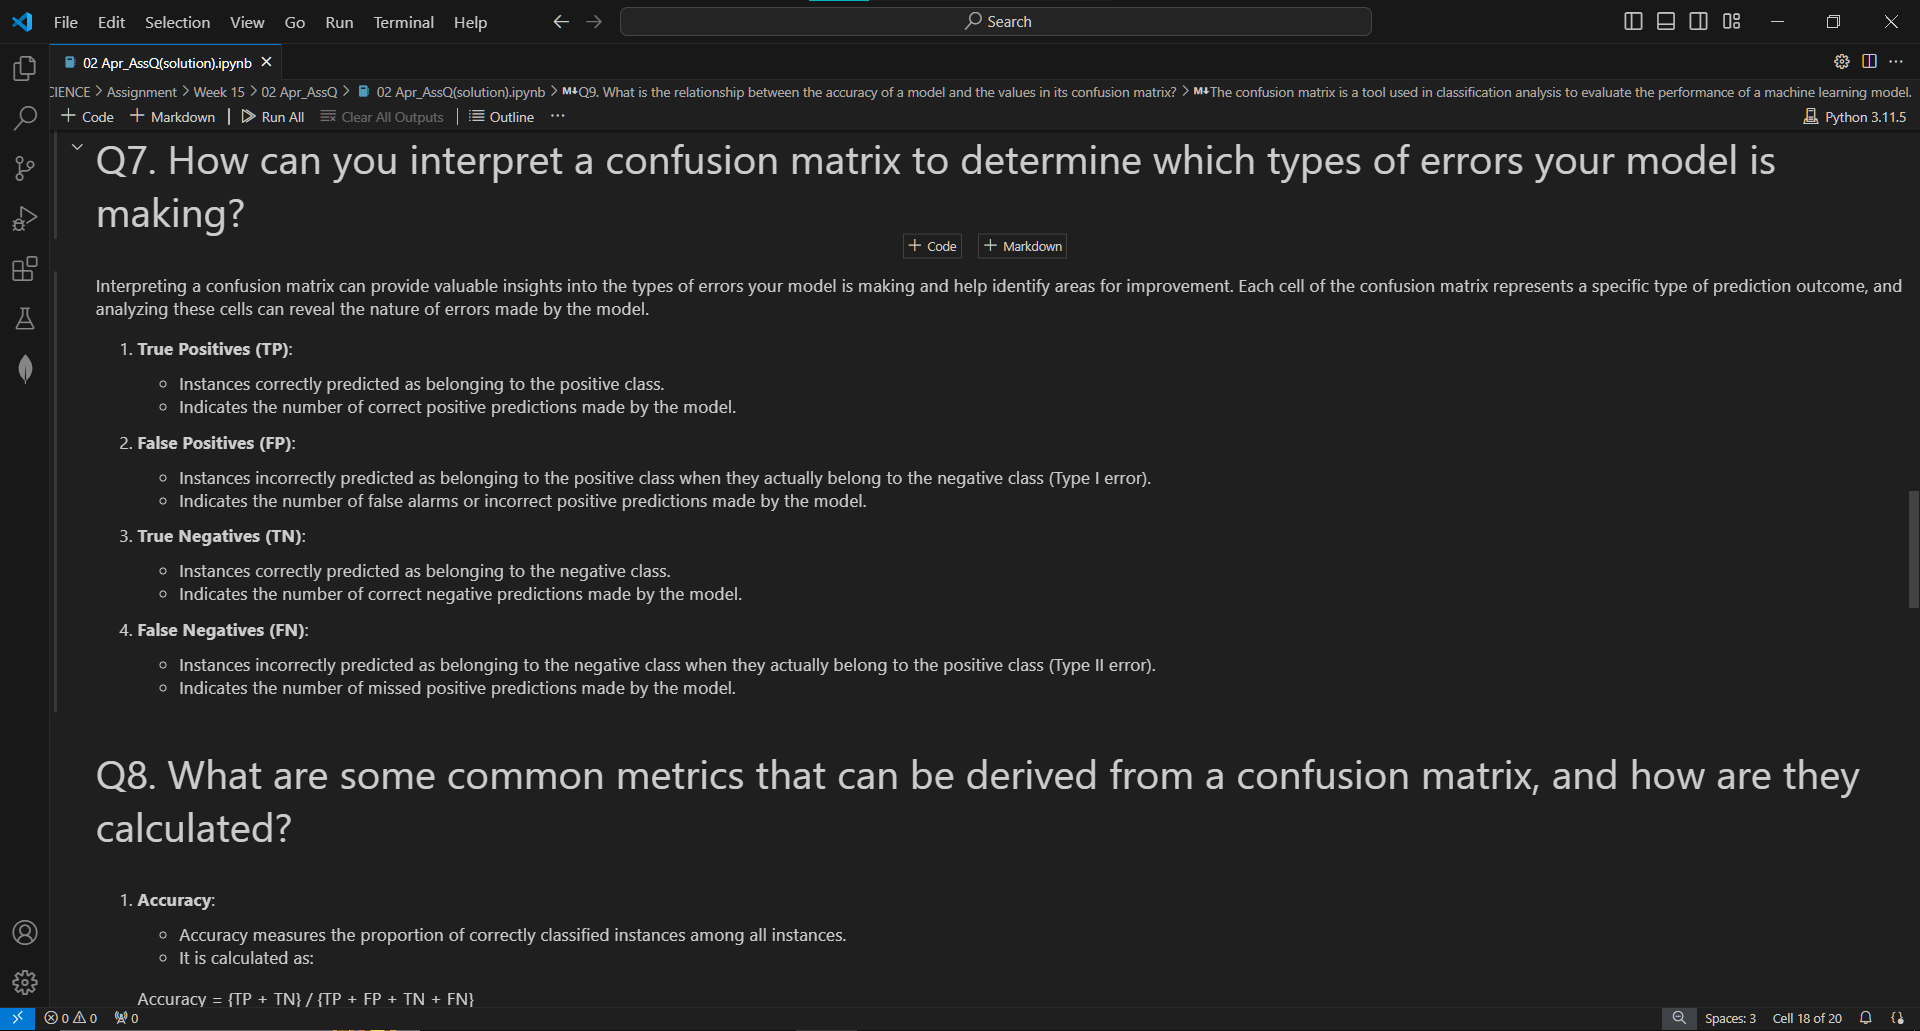 File Edit Selection View Go Run Terminal Help
Search
02 Apr_AssQ(solution).ipynb
CIENCE > Assignment > Week 15 > 02 Apr_AssQ > 02 Apr_AssQ(solution).ipynb > M↓Q9. What is the relationship between the accuracy of a model and the values in its confusion matrix? > M↓The confusion matrix is a tool used in classification analysis to evaluate the performance of a machine learning model.
+ Code + Markdown | Run All Clear All Outputs | Outline ... Python 3.11.5
Q7. How can you interpret a confusion matrix to determine which types of errors your model is
making?
+ Code + Markdown
Interpreting a confusion matrix can provide valuable insights into the types of errors your model is making and help identify areas for improvement. Each cell of the confusion matrix represents a specific type of prediction outcome, and
analyzing these cells can reveal the nature of errors made by the model.
1. True Positives (TP):
Instances correctly predicted as belonging to the positive class.
Indicates the number of correct positive predictions made by the model.
2. False Positives (FP):
Instances incorrectly predicted as belonging to the positive class when they actually belong to the negative class (Type I error).
Indicates the number of false alarms or incorrect positive predictions made by the model.
3. True Negatives (TN):
Instances correctly predicted as belonging to the negative class.
Indicates the number of correct negative predictions made by the model.
4. False Negatives (FN):
Instances incorrectly predicted as belonging to the negative class when they actually belong to the positive class (Type II error).
Indicates the number of missed positive predictions made by the model.
Q8. What are some common metrics that can be derived from a confusion matrix, and how are they
calculated?
1. Accuracy:
Accuracy measures the proportion of correctly classified instances among all instances.
It is calculated as:
Accuracy = {TP + TN} / {TP + FP + TN + FN}
0 0 0 Spaces: 3 Cell 18 of 20